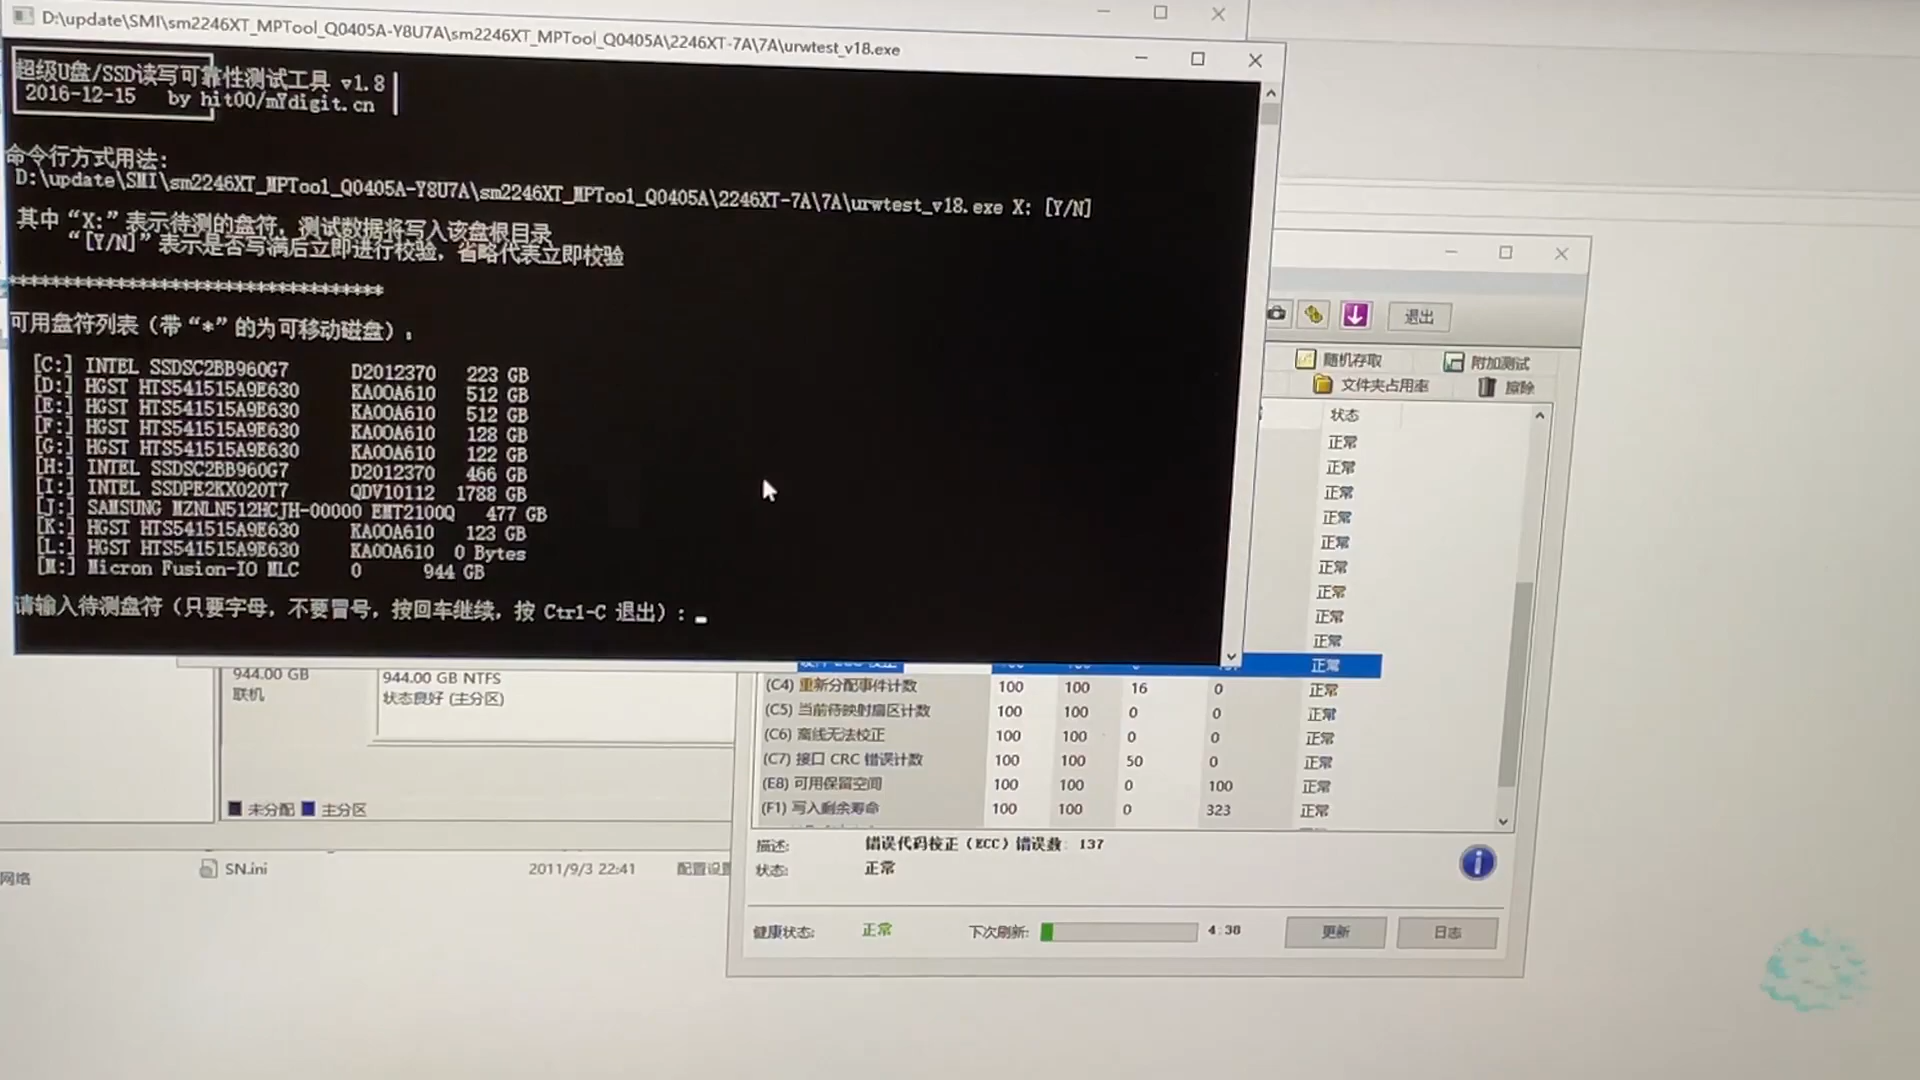 D:\update\SMI\sm2246XT_MPTool_Q0405A-Y8U7A\sm2246XT_MPTool_Q0405A\2246XT-7A\7A\urwtest_v18.exe
超级U盘/SSD读写可靠性测试工具 v1.8
2016-12-15 by hit00/mYdigit.cn
命令行方式用法:
D:\update\SMI\sm2246XT_MPTool_Q0405A-Y8U7A\sm2246XT_MPTool_Q0405A\2246XT-7A\7A\urwtest_v18.exe X: [Y/N]
其中“X:”表示待测的盘符，测试数据将写入该盘根目录
“[Y/N]”表示是否写满后立即进行校验，省略代表立即校验
可用盘符列表（带“*”的为可移动磁盘）.
[C:] INTEL SSDSC2BB960G7 D2012370 223 GB
[D:] HGST HTS541515A9E630 KA0OA610 512 GB
[E:] HGST HTS541515A9E630 KA0OA610 512 GB
[F:] HGST HTS541515A9E630 KA0OA610 128 GB
[G:] HGST HTS541515A9E630 KA0OA610 122 GB
[H:] INTEL SSDSC2BB960G7 D2012370 466 GB
[I:] INTEL SSDPE2KX020T7 QDV10112 1788 GB
[J:] SAMSUNG MZNLN512HCJH-00000 EMT2100Q 477 GB
[K:] HGST HTS541515A9E630 KA0OA610 123 GB
[L:] HGST HTS541515A9E630 KA0OA610 0 Bytes
[M:] Micron Fusion-IO MLC 0 944 GB
请输入待测盘符（只要字母，不要冒号，按回车继续，按 Ctrl-C 退出）:
退出
随机存取 附加测试
文件夹占用率 擦除
状态
正常
正常
正常
正常
正常
正常
正常
正常
正常
正常
(C4) 重新分配事件计数 100 100 16 0 正常
(C5) 当前待映射扇区计数 100 100 0 0 正常
(C6) 离线无法校正 100 100 0 0 正常
(C7) 接口 CRC 错误计数 100 100 50 0 正常
(E8) 可用保留空间 100 100 0 100 正常
(F1) 写入剩余寿命 100 100 0 323 正常
描述: 错误代码校正（ECC）错误数: 137
状态: 正常
健康状态: 正常 下次刷新: 4:38 更新 日志
944.00 GB
联机
944.00 GB NTFS
状态良好 (主分区)
未分配 主分区
网络
SN.ini 2011/9/3 22:41 配置设置